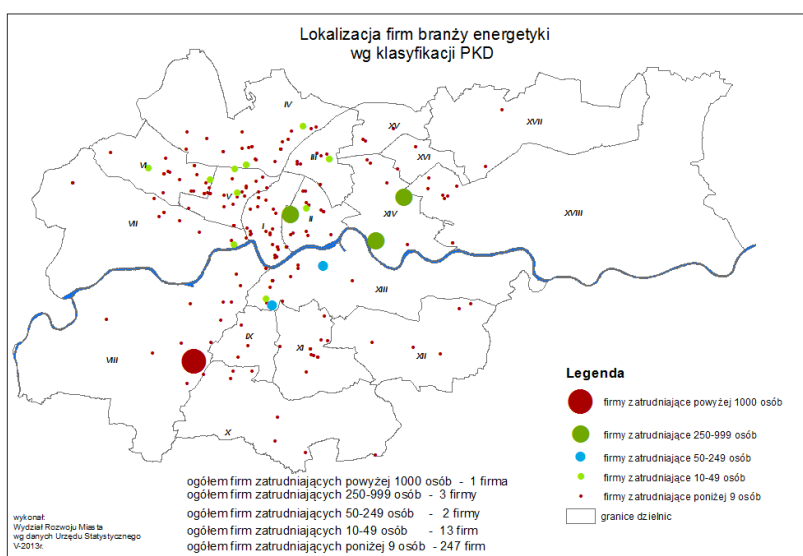 Lokalizacja firm branży energetyki
wg klasyfikacji PKD
IV
XV
XVII
III
VI
XVI
V
XIV
I
II
VII
XVIII
XIII
IX
XI
XII
VIII
X
Legenda
firmy zatrudniające powyżej 1000 osób
firmy zatrudniające 250-999 osób
firmy zatrudniające 50-249 osób
firmy zatrudniające 10-49 osób
firmy zatrudniające poniżej 9 osób
granice dzielnic
ogółem firm zatrudniających powyżej 1000 osób - 1 firma
ogółem firm zatrudniających 250-999 osób - 3 firmy
ogółem firm zatrudniających 50-249 osób - 2 firmy
ogółem firm zatrudniających 10-49 osób - 13 firm
ogółem firm zatrudniających poniżej 9 osób - 247 firm
wykonał:
Wydział Rozwoju Miasta
wg danych Urzędu Statystycznego
V-2013r.